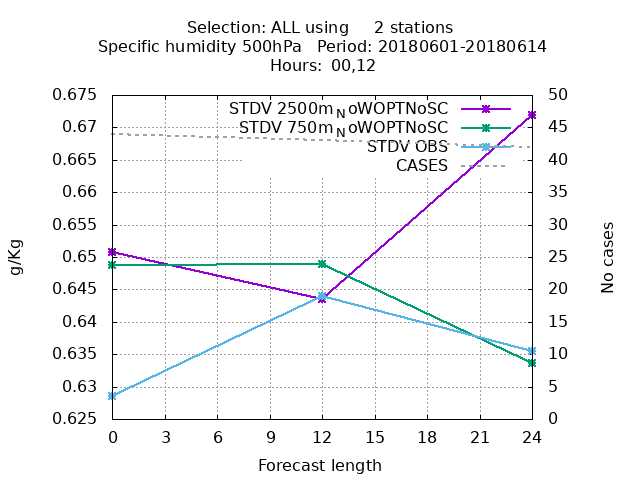 Selection: ALL using     2 stations
Specific humidity 500hPa   Period: 20180601-20180614
Hours:  00,12
0.675
0.67
0.665
0.66
0.655
0.65
0.645
0.64
0.635
0.63
0.625
g/Kg
STDV 2500m_NoWOPTNoSC
STDV 750m_NoWOPTNoSC
STDV OBS
CASES
50
45
40
35
30
25
20
15
10
5
0
No cases
0 3 6 9 12 15 18 21 24
Forecast length